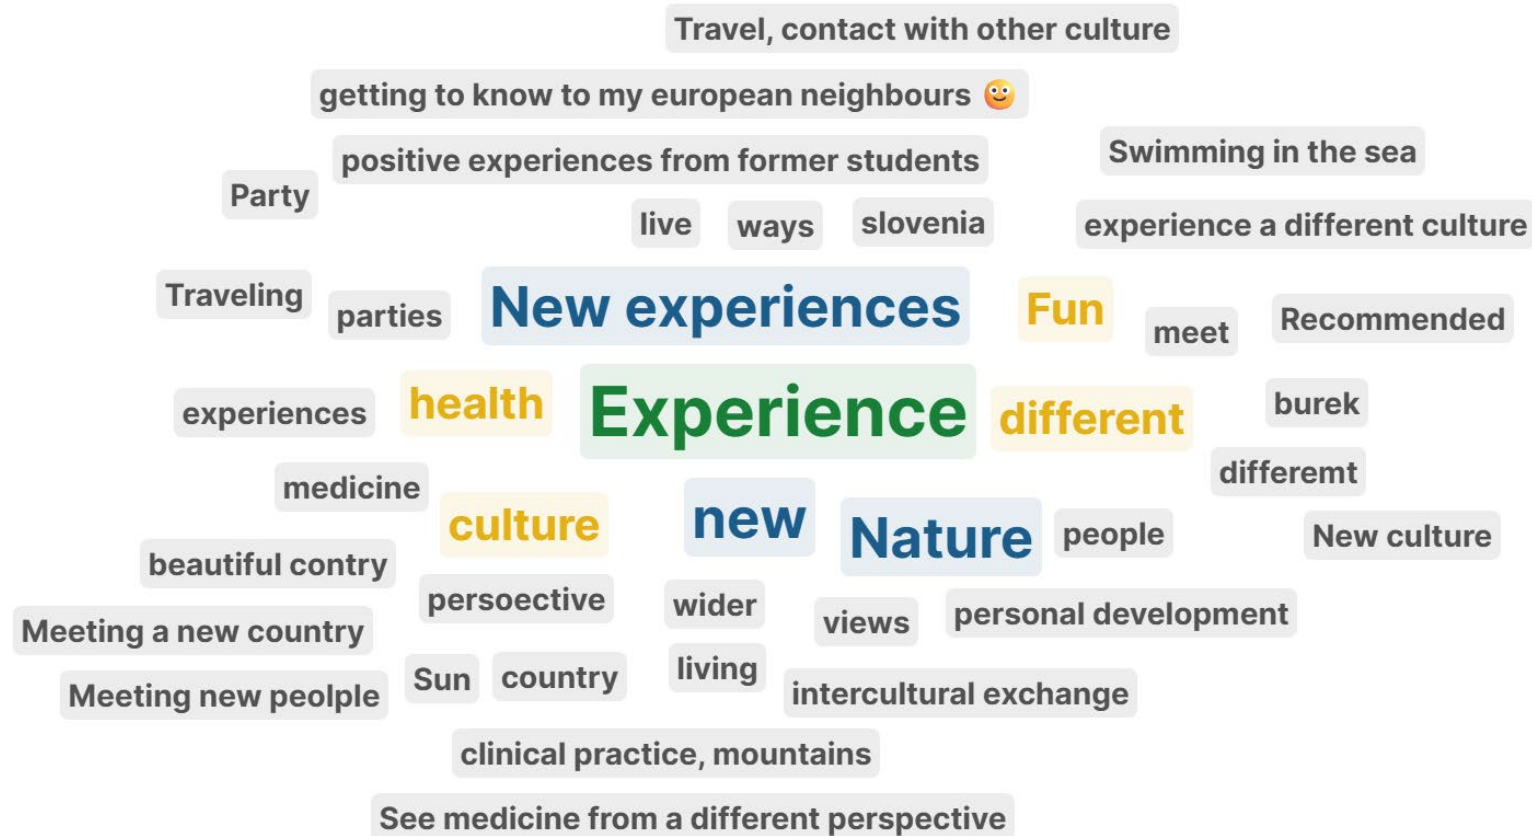 Travel, contact with other culture
getting to know to my european neighbours 🙂
positive experiences from former students
Swimming in the sea
Party
live
ways
slovenia
experience a different culture
Traveling
parties
New experiences
Fun
meet
Recommended
experiences
health
Experience
different
burek
medicine
differemt
culture
new
Nature
people
New culture
beautiful contry
persoective
wider
views
personal development
Meeting a new country
Meeting new peolple
Sun
country
living
intercultural exchange
clinical practice, mountains
See medicine from a different perspective